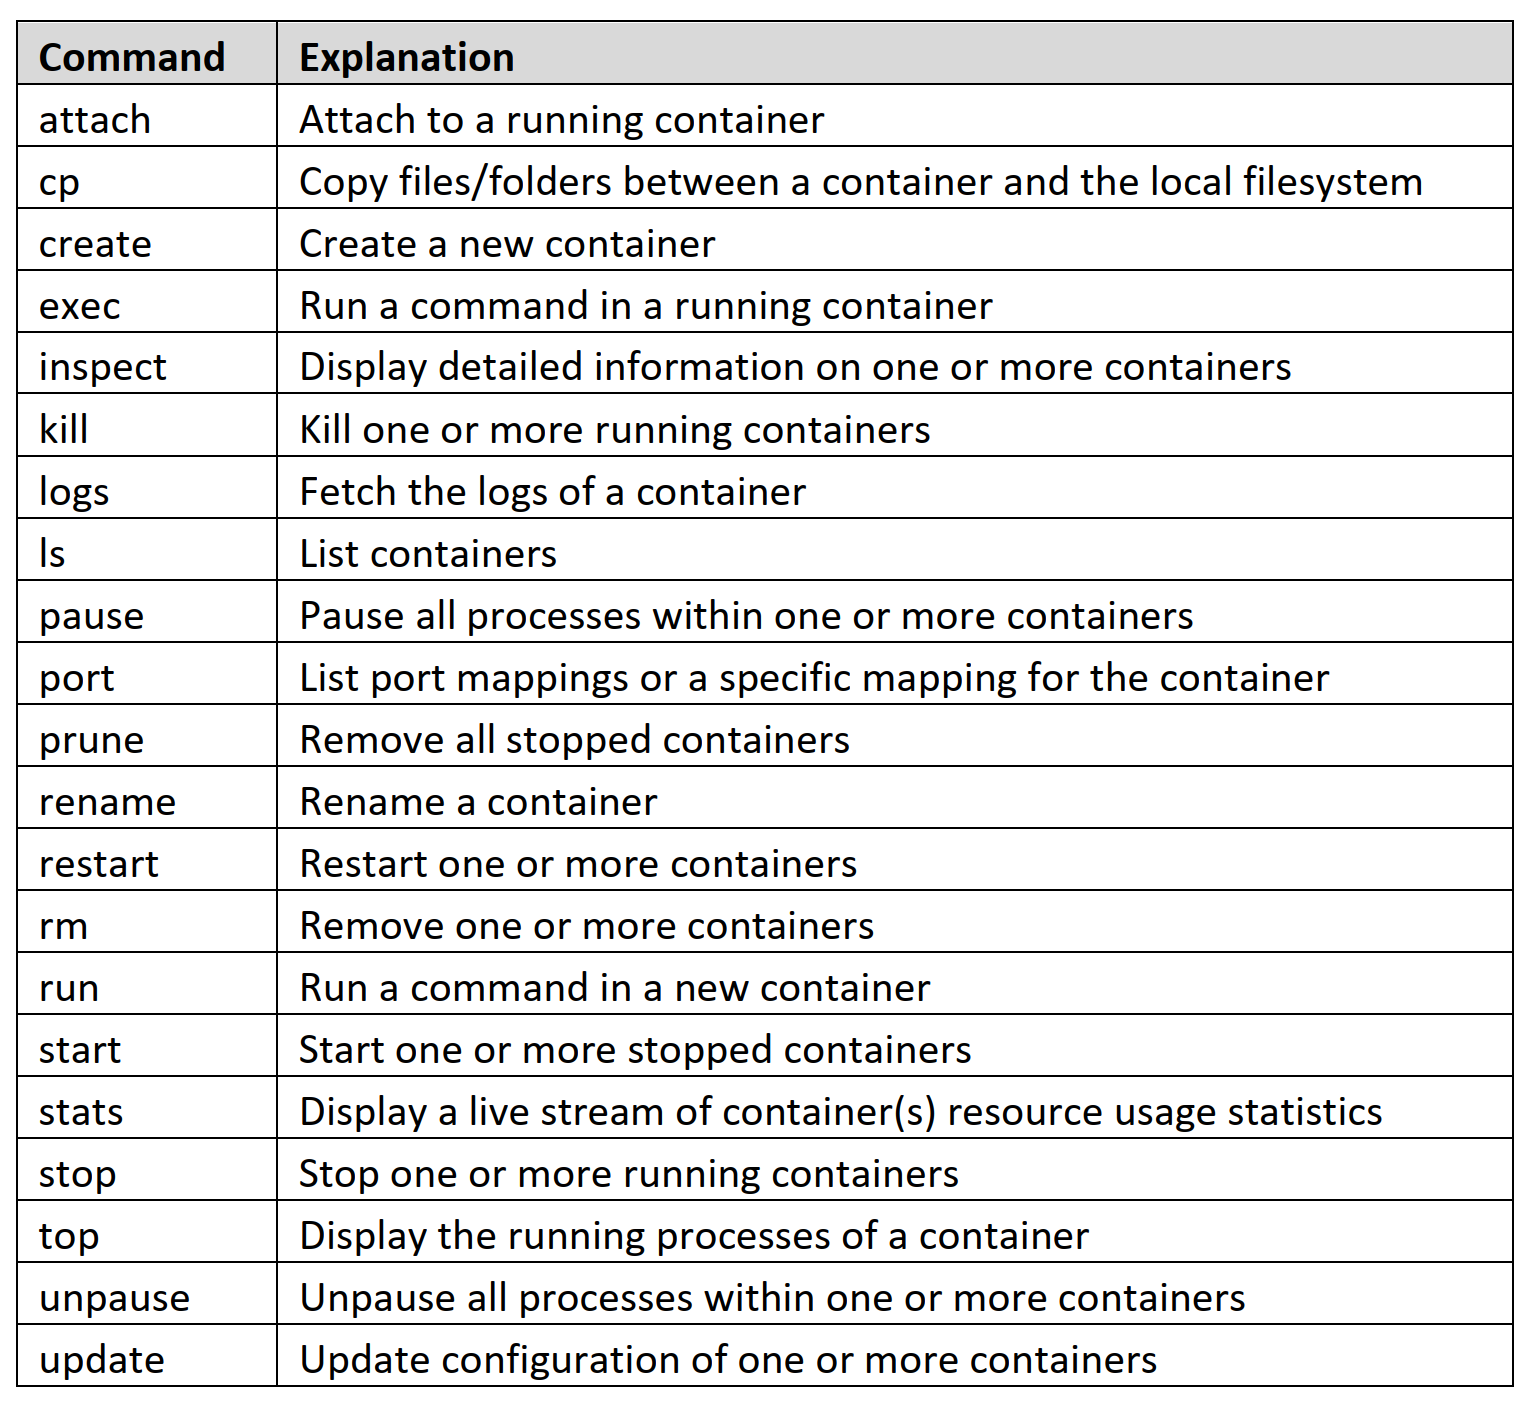 Command Explanation
attach Attach to a running container
cp Copy files/folders between a container and the local filesystem
create Create a new container
exec Run a command in a running container
inspect Display detailed information on one or more containers
kill Kill one or more running containers
logs Fetch the logs of a container
ls List containers
pause Pause all processes within one or more containers
port List port mappings or a specific mapping for the container
prune Remove all stopped containers
rename Rename a container
restart Restart one or more containers
rm Remove one or more containers
run Run a command in a new container
start Start one or more stopped containers
stats Display a live stream of container(s) resource usage statistics
stop Stop one or more running containers
top Display the running processes of a container
unpause Unpause all processes within one or more containers
update Update configuration of one or more containers